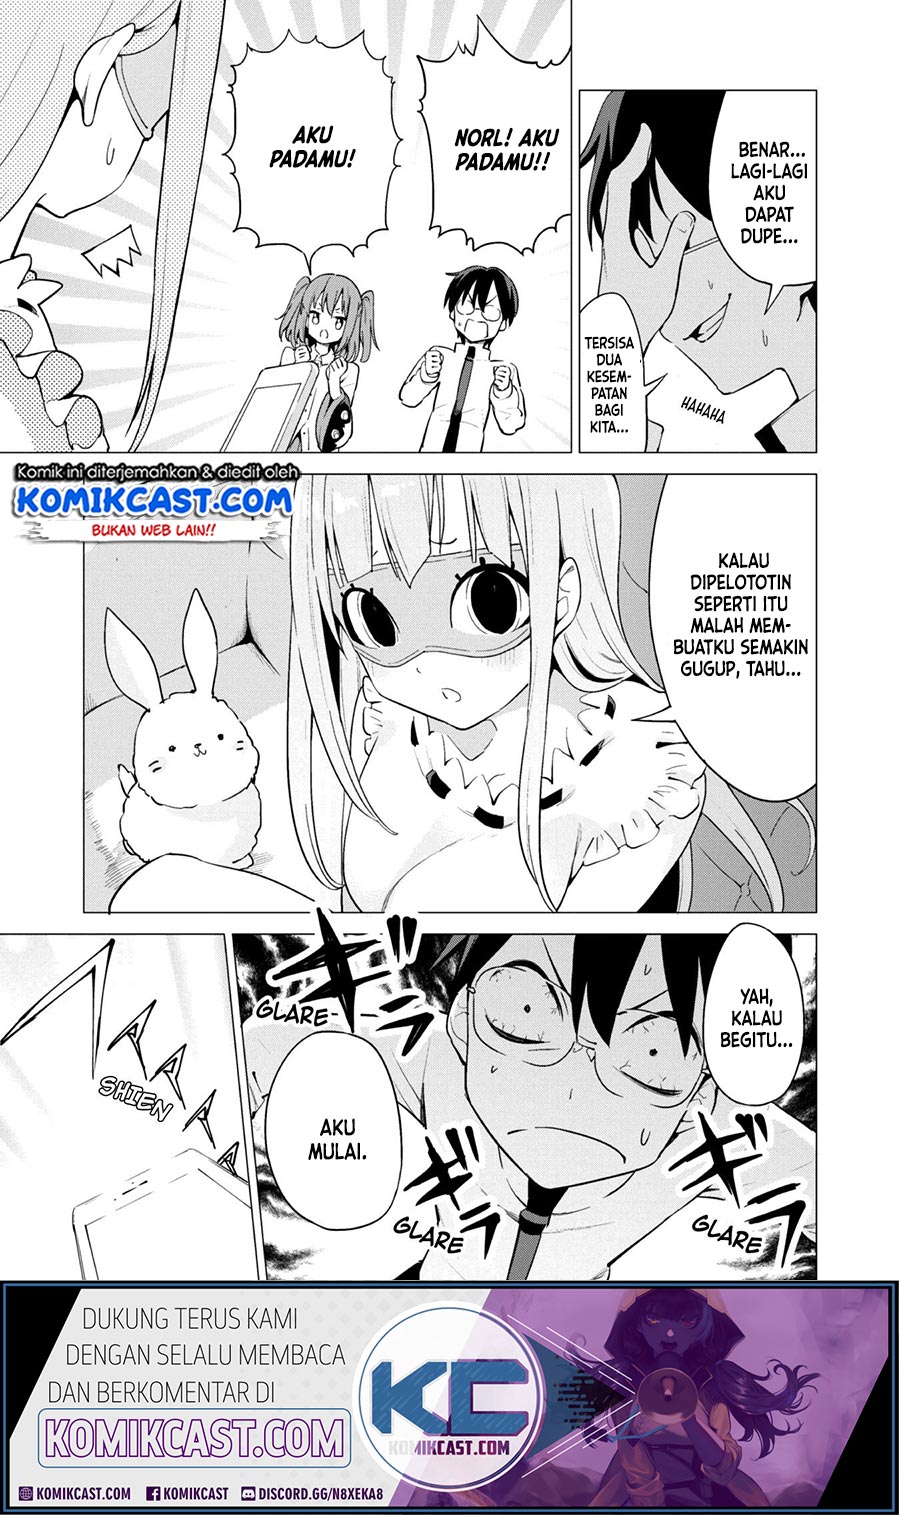 BENAR...
LAGI-LAGI
AKU
DAPAT
DUPE...
TERSISA
DUA
KESEM-
PATAN
BAGI
KITA...
HAHAHA
NORL! AKU
PADAMU!!
AKU
PADAMU!
Komik ini diterjemahkan & diedit oleh
KOMIKCAST.COM
BUKAN WEB LAIN!!
KALAU
DIPELOTOTIN
SEPERTI ITU
MALAH MEM-
BUATKU SEMAKIN
GUGUP, TAHU...
YAH,
KALAU
BEGITU...
ギラ
GLARE-
ギラ
GLARE
ギラ
GLARE
AKU
MULAI.
SHIEN
DUKUNG TERUS KAMI
DENGAN SELALU MEMBACA
DAN BERKOMENTAR DI
KOMIKCAST.COM
KC
KOMIKCAST.COM
KOMIKCAST.COM KOMIKCAST DISCORD.GG/N8XEKA8